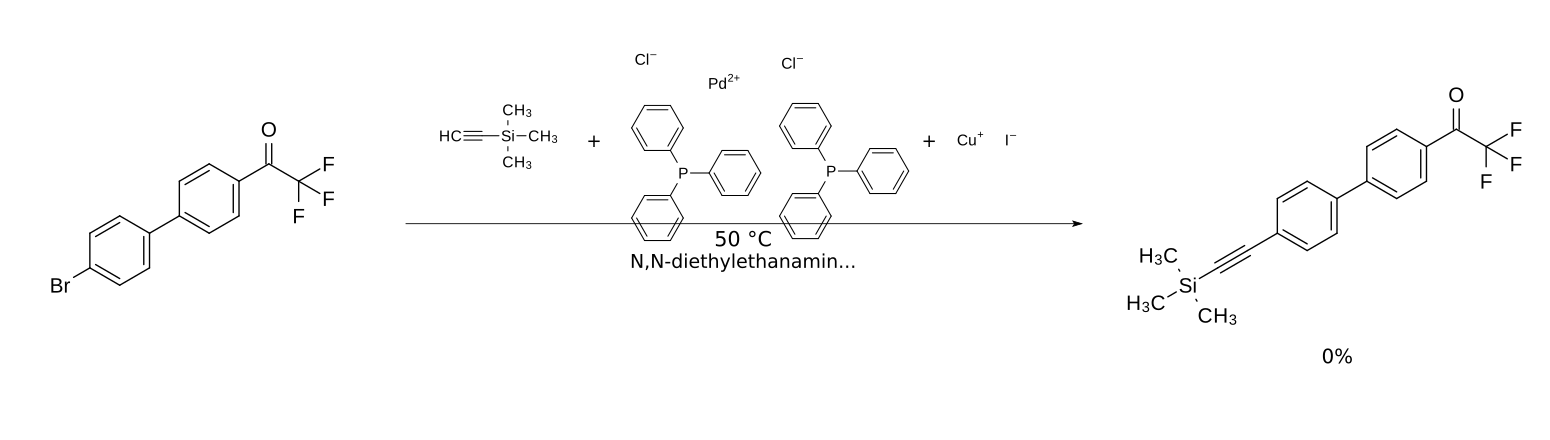 Cl⁻
Cl⁻
Pd²⁺
O
F
F
F
Br
HC
Si
CH₃
CH₃
CH₃
+
P
P
+
Cu⁺ I⁻
50 °C
N,N-diethylethanamin...
O
F
F
F
H₃C
Si
H₃C
CH₃
0%